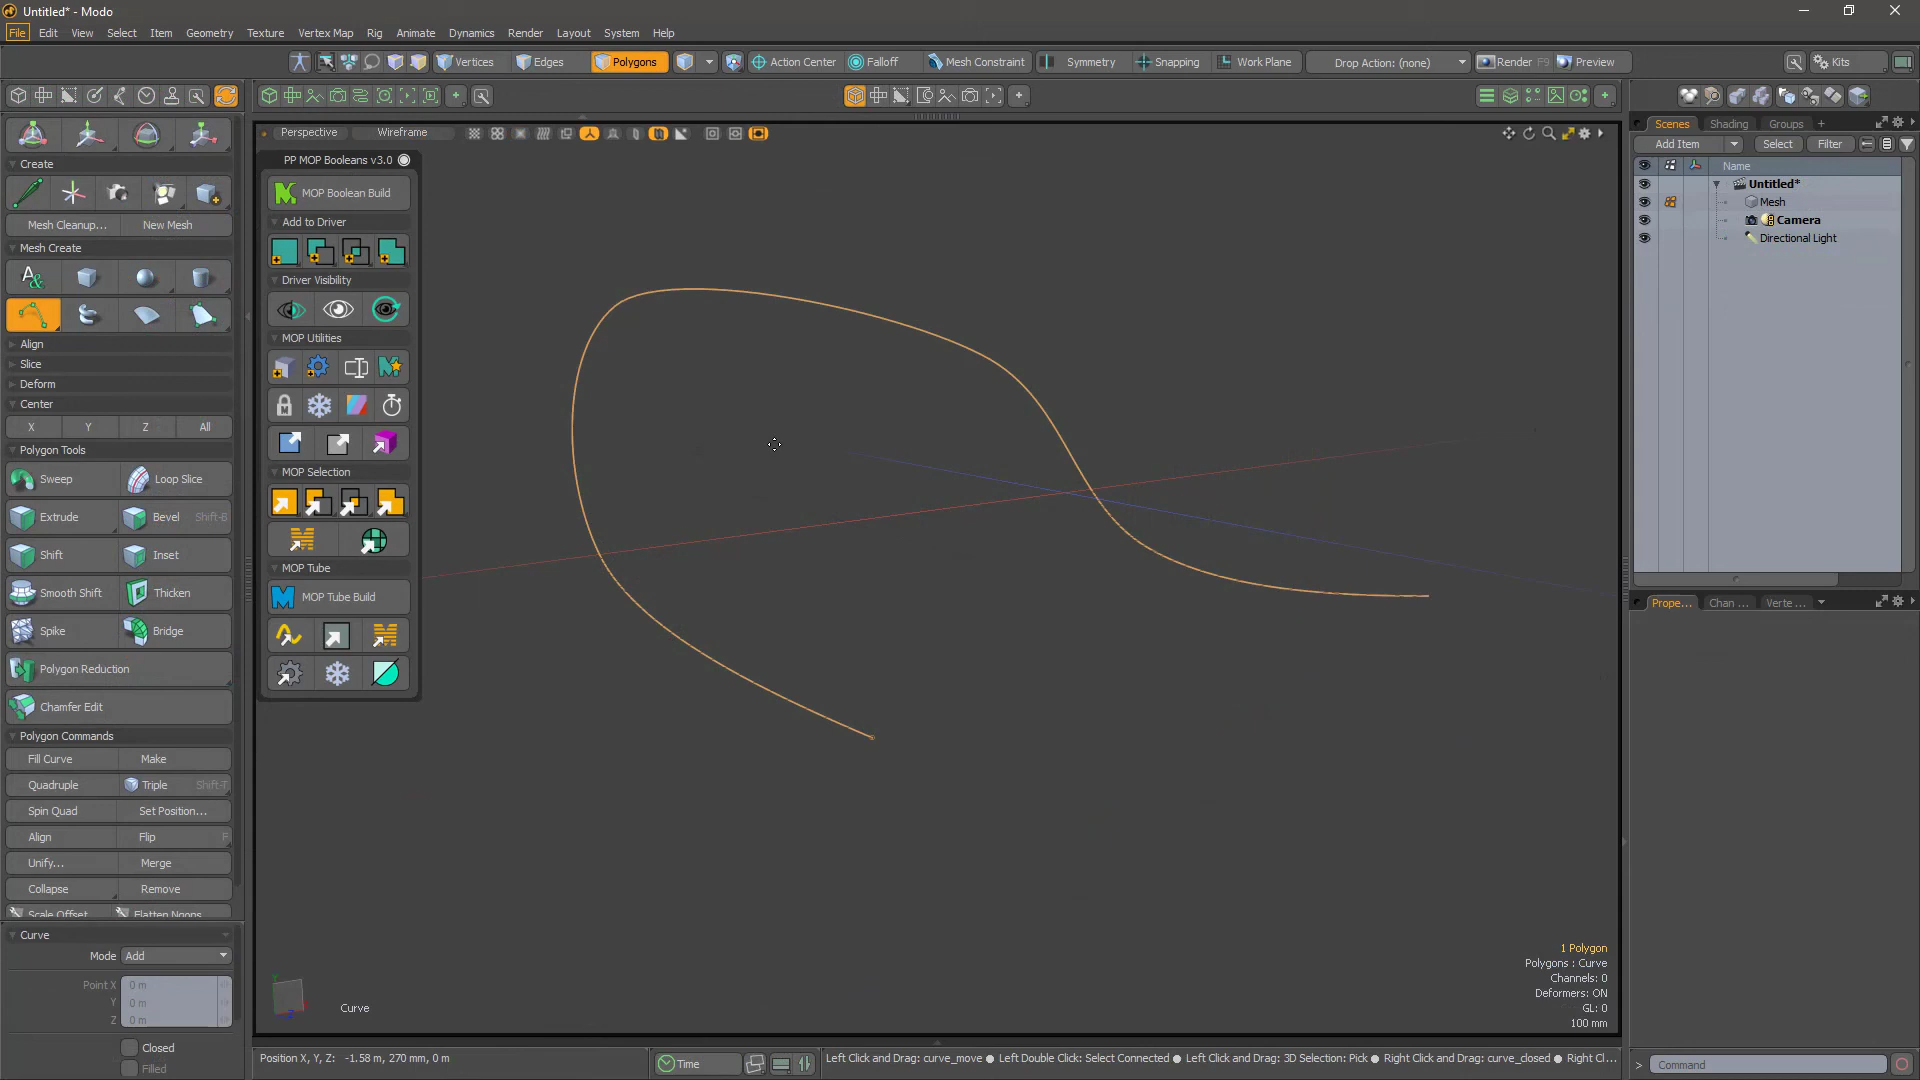 Untitled* - Modo
File Edit View Select Item Geometry Texture Vertex Map Rig Animate Dynamics Render Layout System Help
Vertices Edges Polygons Action Center Falloff Mesh Constraint Symmetry Snapping Work Plane Drop Action: (none) Render F9 Preview Kits
Perspective Wireframe
PP MOP Booleans v3.0
MOP Boolean Build
Add to Driver
Driver Visibility
MOP Utilities
MOP Selection
MOP Tube
MOP Tube Build
Create
Mesh Cleanup... New Mesh
Mesh Create
Align
Slice
Deform
Center
X Y Z All
Polygon Tools
Sweep Loop Slice
Extrude Bevel Shift-B
Shift Inset
Smooth Shift Thicken
Spike Bridge
Polygon Reduction
Chamfer Edit
Polygon Commands
Fill Curve Make
Quadruple Triple Shift-T
Spin Quad Set Position...
Align Flip F
Unify... Merge
Collapse Remove
Scale Offset Flatten Ngons
Curve
Mode Add
Point X 0 m
Y 0 m
Z 0 m
Closed
Filled
Scenes Shading Groups +
Add Item Select Filter
Name
Untitled*
Mesh
Camera
Directional Light
Prope... Chan ... Verte ...
1 Polygon
Polygons : Curve
Channels: 0
Deformers: ON
GL: 0
100 mm
Y
Z
Curve
Position X, Y, Z: -1.58 m, 270 mm, 0 m
Time
Left Click and Drag: curve_move ● Left Double Click: Select Connected ● Left Click and Drag: 3D Selection: Pick ● Right Click and Drag: curve_closed ● Right Cl...
> Command